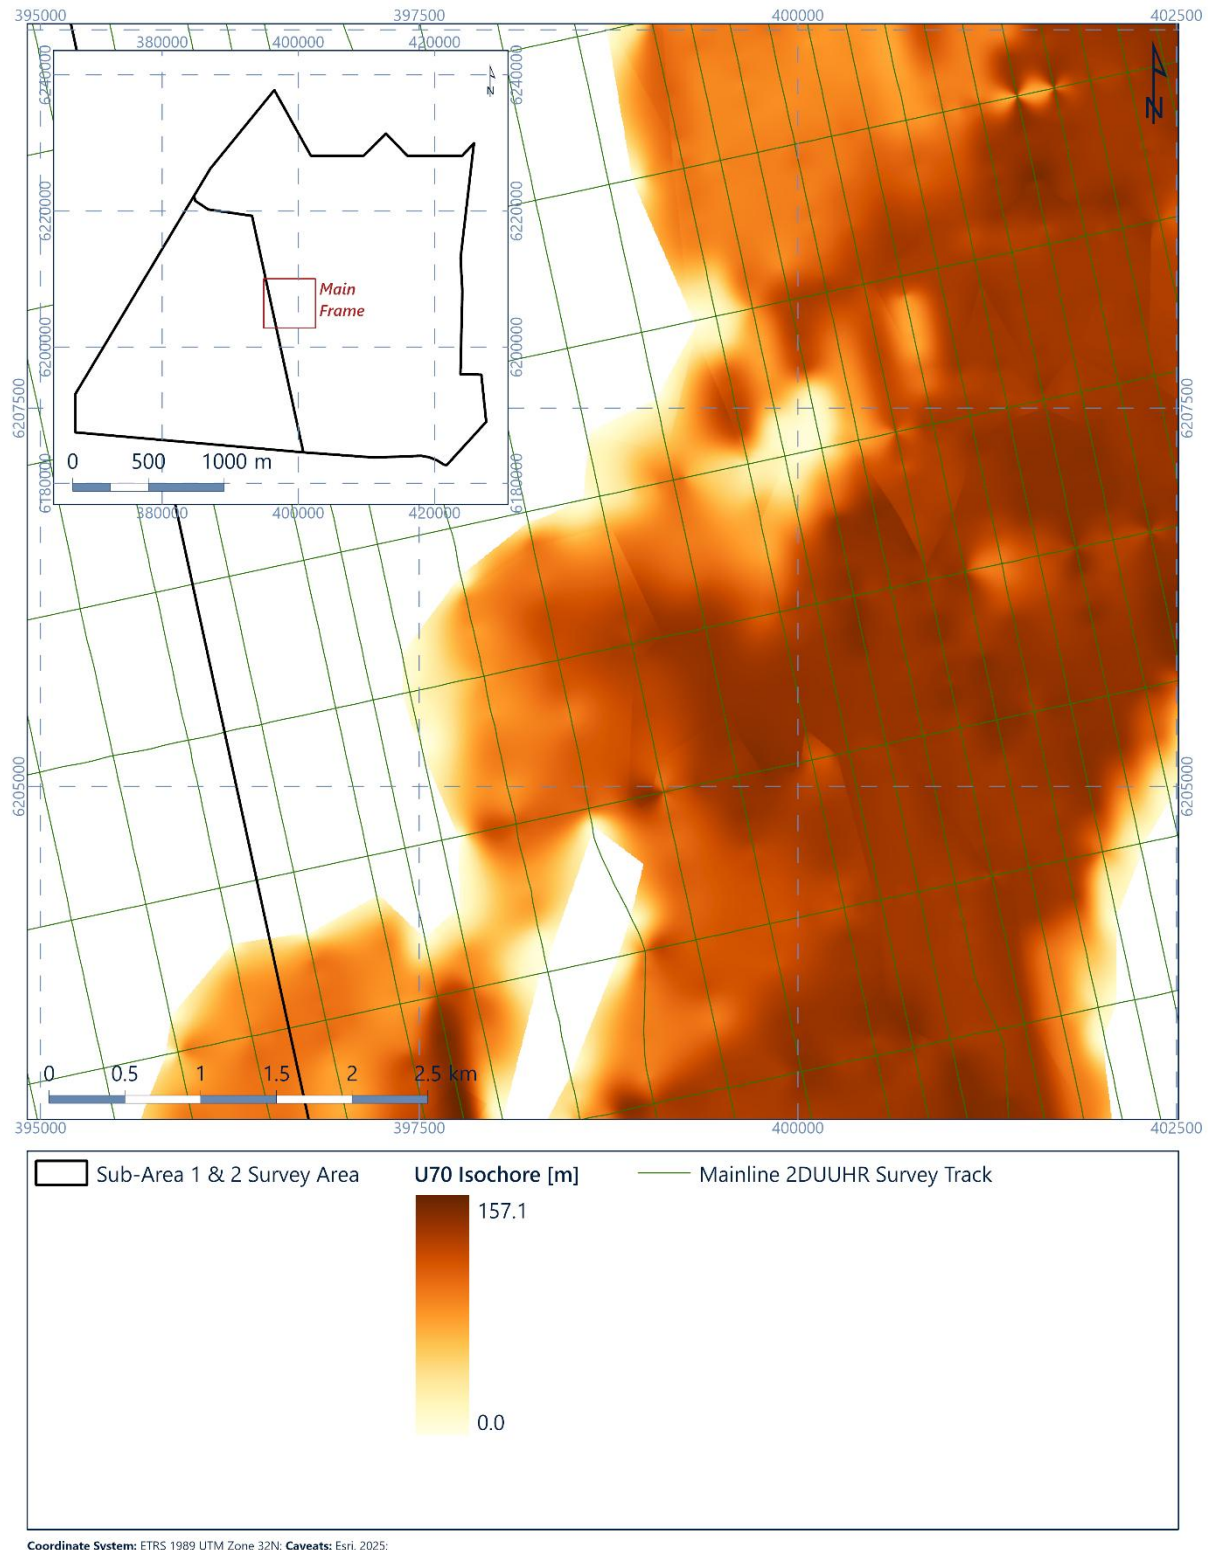 395000 397500 400000 402500
380000 400000 420000
6240000 6240000
Main
Frame
6220000 6220000
6200000 6200000
6180000 6180000
N
N
0 500 1000 m
380000 400000 420000
6207500 6207500
6205000 6205000
0 0.5 1 1.5 2 2.5 km
395000 397500 400000 402500
Sub-Area 1 & 2 Survey Area
U70 Isochore [m]
157.1
0.0
Mainline 2DUUHR Survey Track
Coordinate System: ETRS 1989 UTM Zone 32N; Caveats: Esri, 2025;